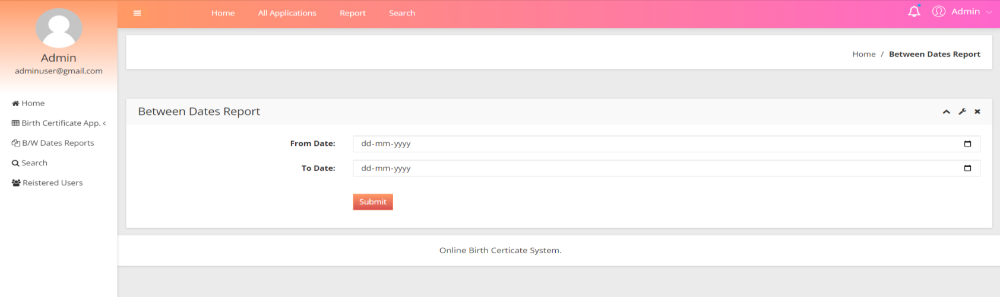 Home All Applications Report Search Admin
Admin
adminuser@gmail.com
Home
Birth Certificate App.
B/W Dates Reports
Search
Reistered Users
Home / Between Dates Report
Between Dates Report
From Date: dd-mm-yyyy
To Date: dd-mm-yyyy
Submit
Online Birth Certicate System.